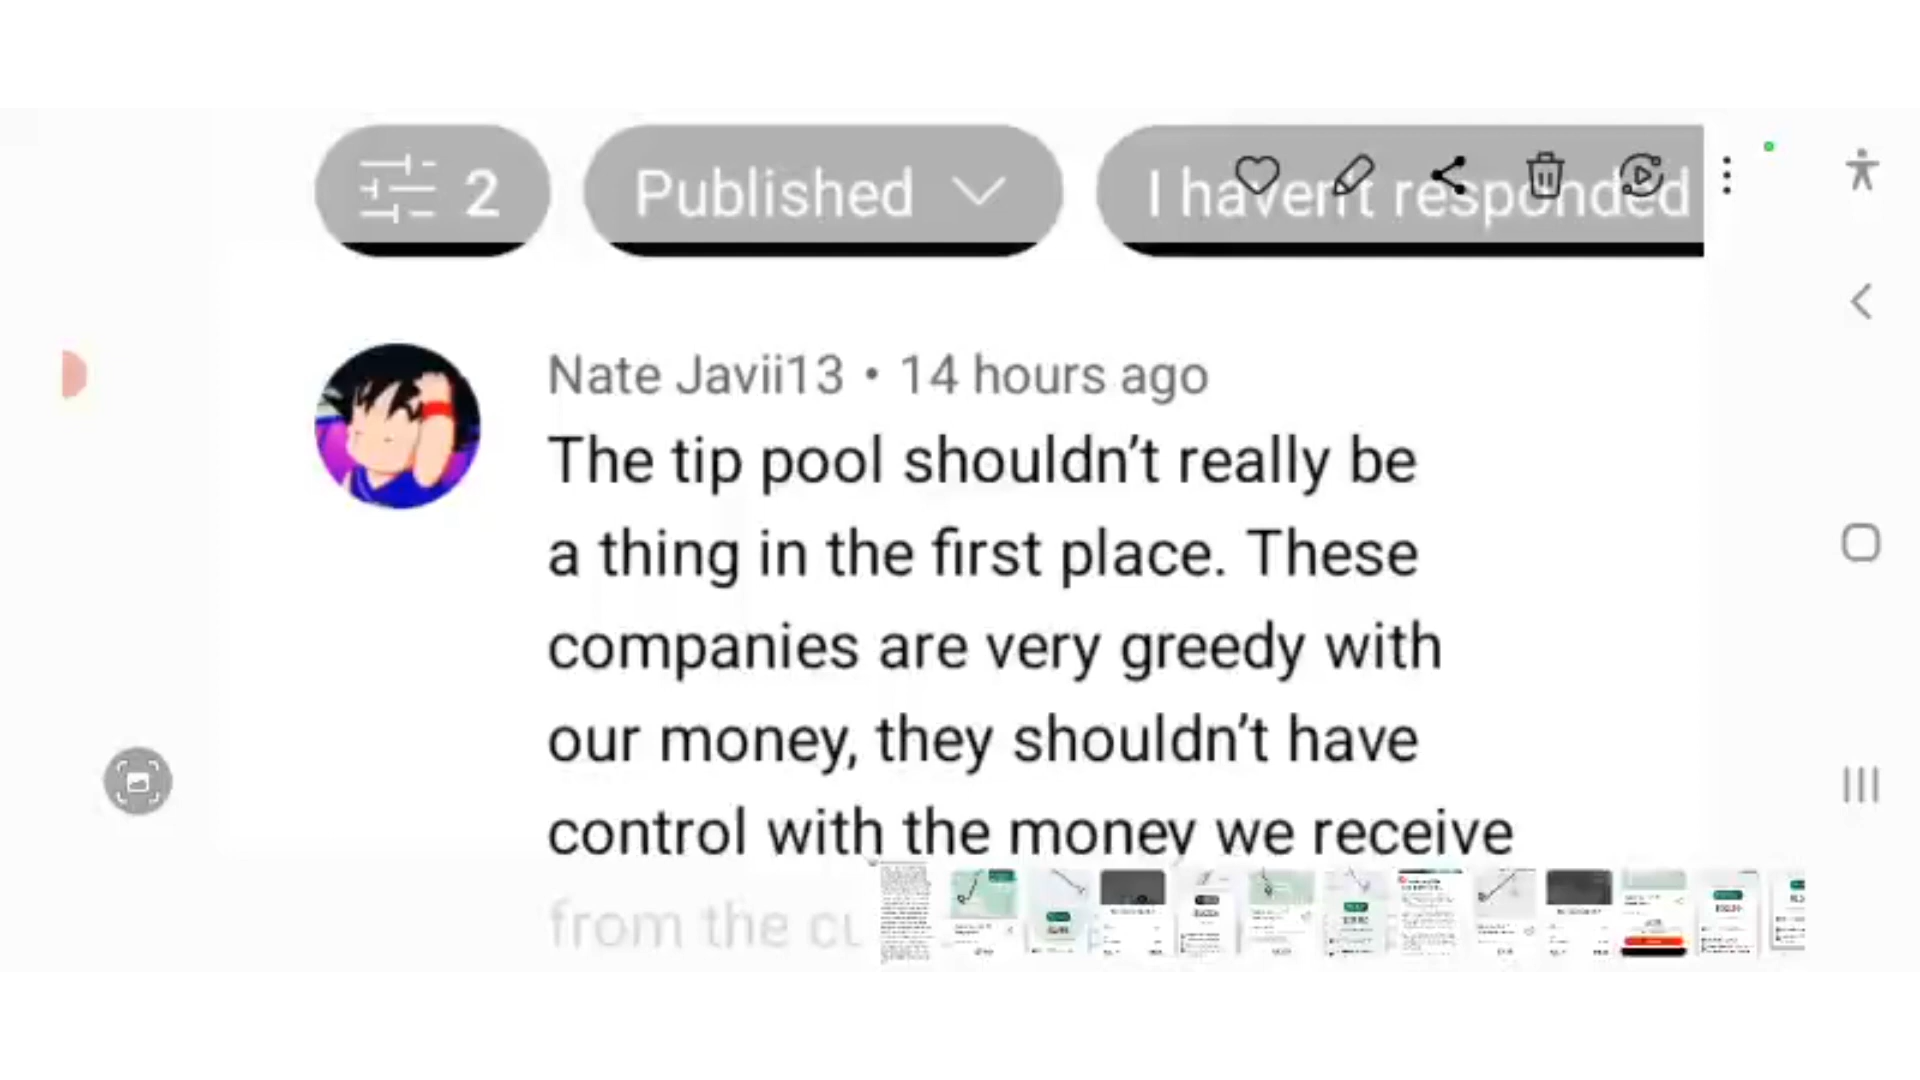 2
Published
I haven't responded
Nate Javii13 • 14 hours ago
The tip pool shouldn’t really be
a thing in the first place. These
companies are very greedy with
our money, they shouldn’t have
control with the money we receive
from the